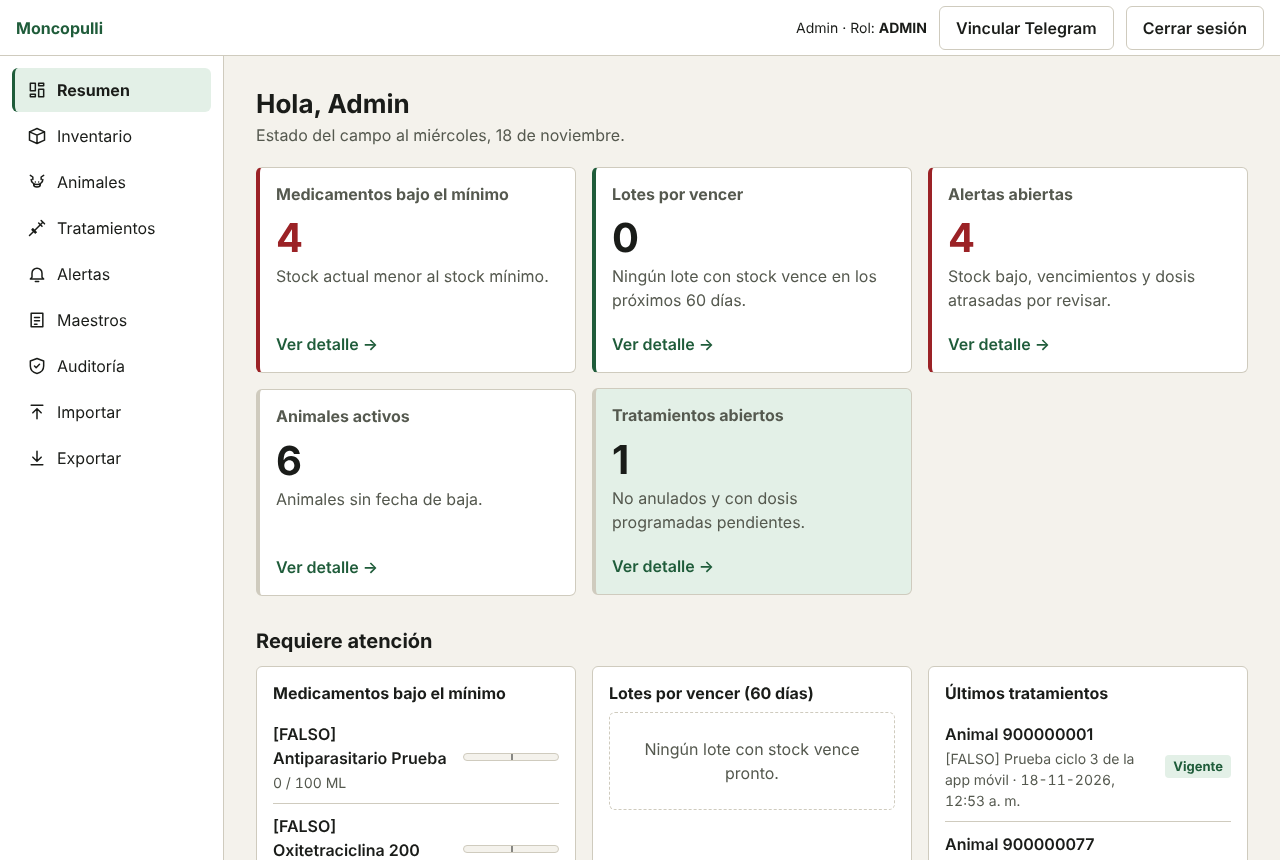 Moncopulli
Admin · Rol: ADMIN
Vincular Telegram
Cerrar sesión
Resumen
Inventario
Animales
Tratamientos
Alertas
Maestros
Auditoría
Importar
Exportar
Hola, Admin
Estado del campo al miércoles, 18 de noviembre.
Medicamentos bajo el mínimo
4
Stock actual menor al stock mínimo.
Ver detalle →
Lotes por vencer
0
Ningún lote con stock vence en los
próximos 60 días.
Ver detalle →
Alertas abiertas
4
Stock bajo, vencimientos y dosis
atrasadas por revisar.
Ver detalle →
Animales activos
6
Animales sin fecha de baja.
Ver detalle →
Tratamientos abiertos
1
No anulados y con dosis
programadas pendientes.
Ver detalle →
Requiere atención
Medicamentos bajo el mínimo
[FALSO]
Antiparasitario Prueba
0 / 100 ML
[FALSO]
Oxitetraciclina 200
Lotes por vencer (60 días)
Ningún lote con stock vence
pronto.
Últimos tratamientos
Animal 900000001
[FALSO] Prueba ciclo 3 de la
app móvil · 18-11-2026,
12:53 a. m.
Vigente
Animal 900000077